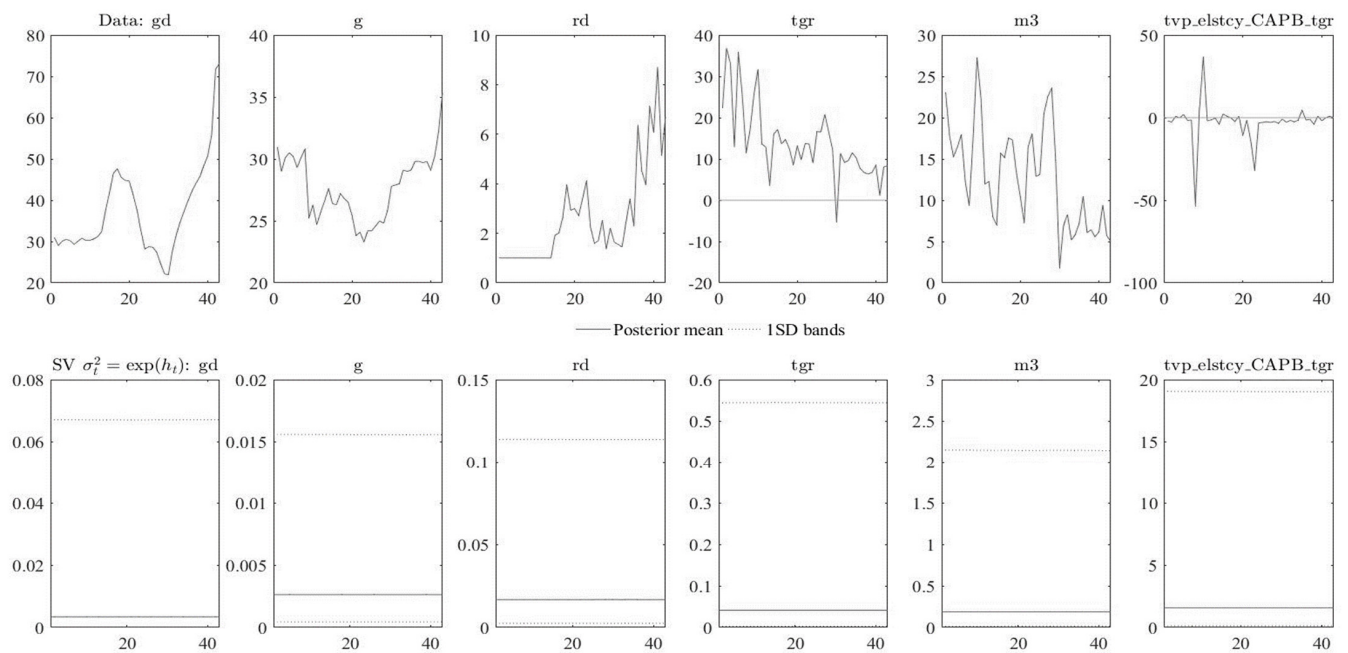 Data: gd g rd tgr m3 tvp_elstcy_CAPB_tgr
80 40 10 40 30 50
70 8 30 25
35 20 0
60 6 20
50 30 10 15 -50
40 4 0 10
25 2 -10 5
30
20 20 0 -20 0 -100
0 20 40 0 20 40 0 20 40 0 20 40 0 20 40 0 20 40
Posterior mean 1SD bands
SV σ²ₜ = exp(hₜ): gd g rd tgr m3 tvp_elstcy_CAPB_tgr
0.08 0.02 0.15 0.6 3 20
0.5 2.5
0.06 0.015 0.1 0.4 2 15
0.04 0.01 0.3 1.5 10
0.05 0.2 1
0.02 0.005 0.1 0.5 5
0 0 0 0 0 0
0 20 40 0 20 40 0 20 40 0 20 40 0 20 40 0 20 40